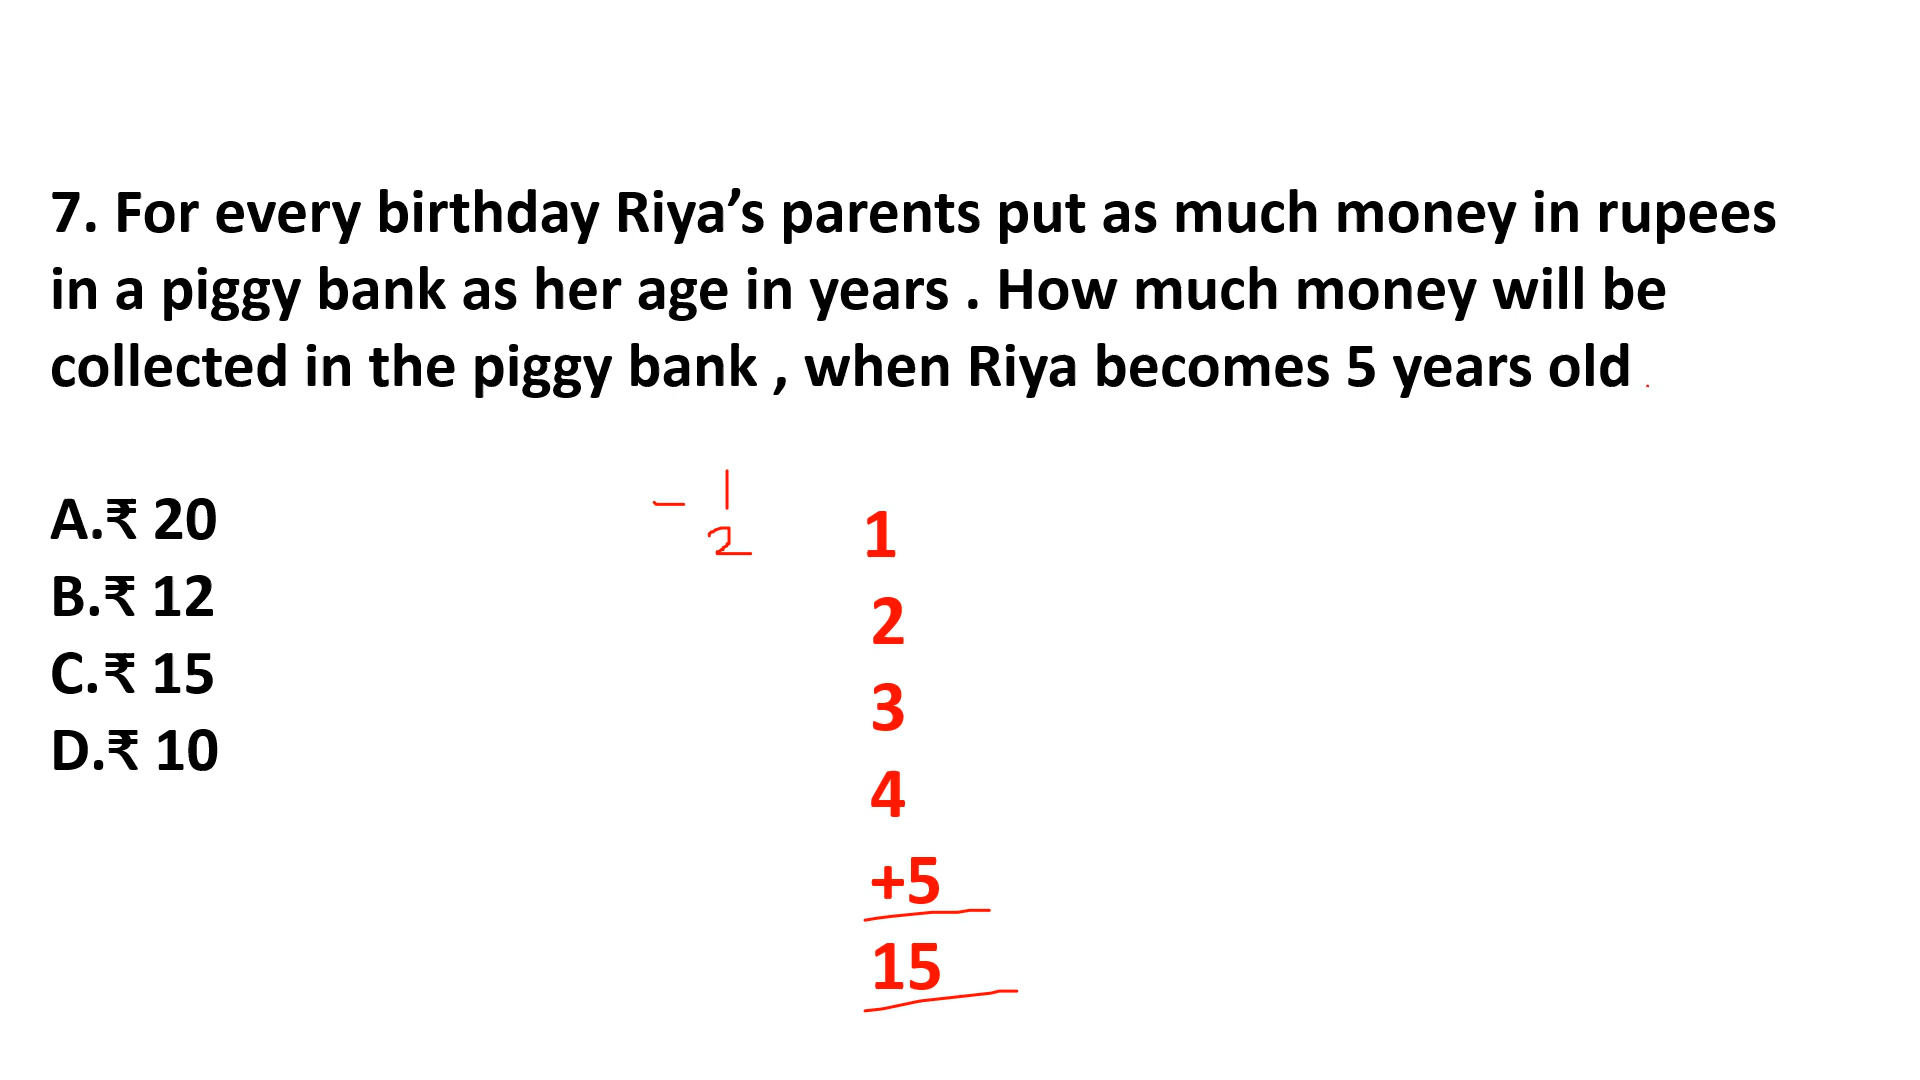 7. For every birthday Riya’s parents put as much money in rupees
in a piggy bank as her age in years . How much money will be
collected in the piggy bank , when Riya becomes 5 years old .
A.₹ 20
B.₹ 12
C.₹ 15
D.₹ 10
– 1
2
1
2
3
4
+5
15